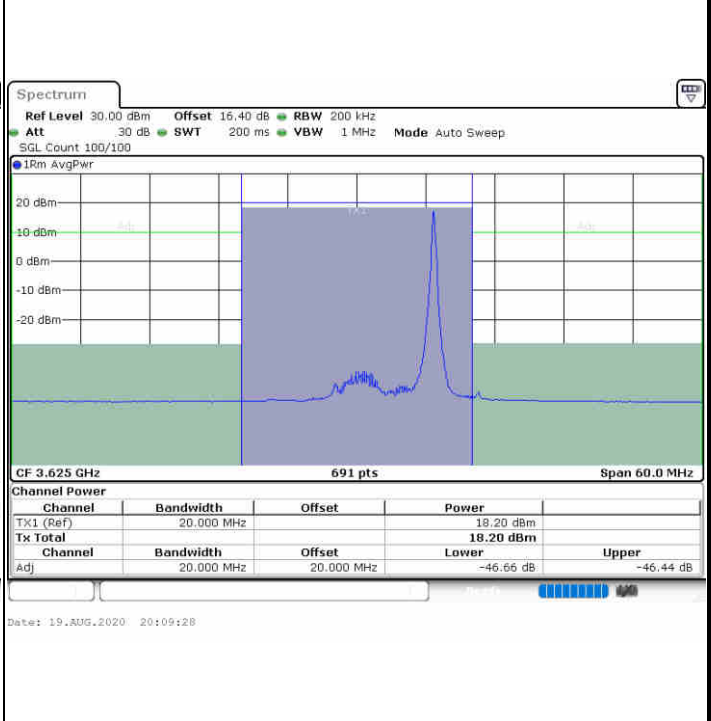 Spectrum
Ref Level 30.00 dBm Offset 16.40 dB RBW 200 kHz
Att 30 dB SWT 200 ms VBW 1 MHz Mode Auto Sweep
SGL Count 100/100
1Rm AvgPwr
20 dBm
TX1
Adj Adj
10 dBm
0 dBm
-10 dBm
-20 dBm
CF 3.625 GHz 691 pts Span 60.0 MHz
Channel Power
Channel Bandwidth Offset Power
TX1 (Ref) 20.000 MHz 18.20 dBm
Tx Total 18.20 dBm
Channel Bandwidth Offset Lower Upper
Adj 20.000 MHz 20.000 MHz -46.66 dB -46.44 dB
Date: 19.AUG.2020 20:09:28